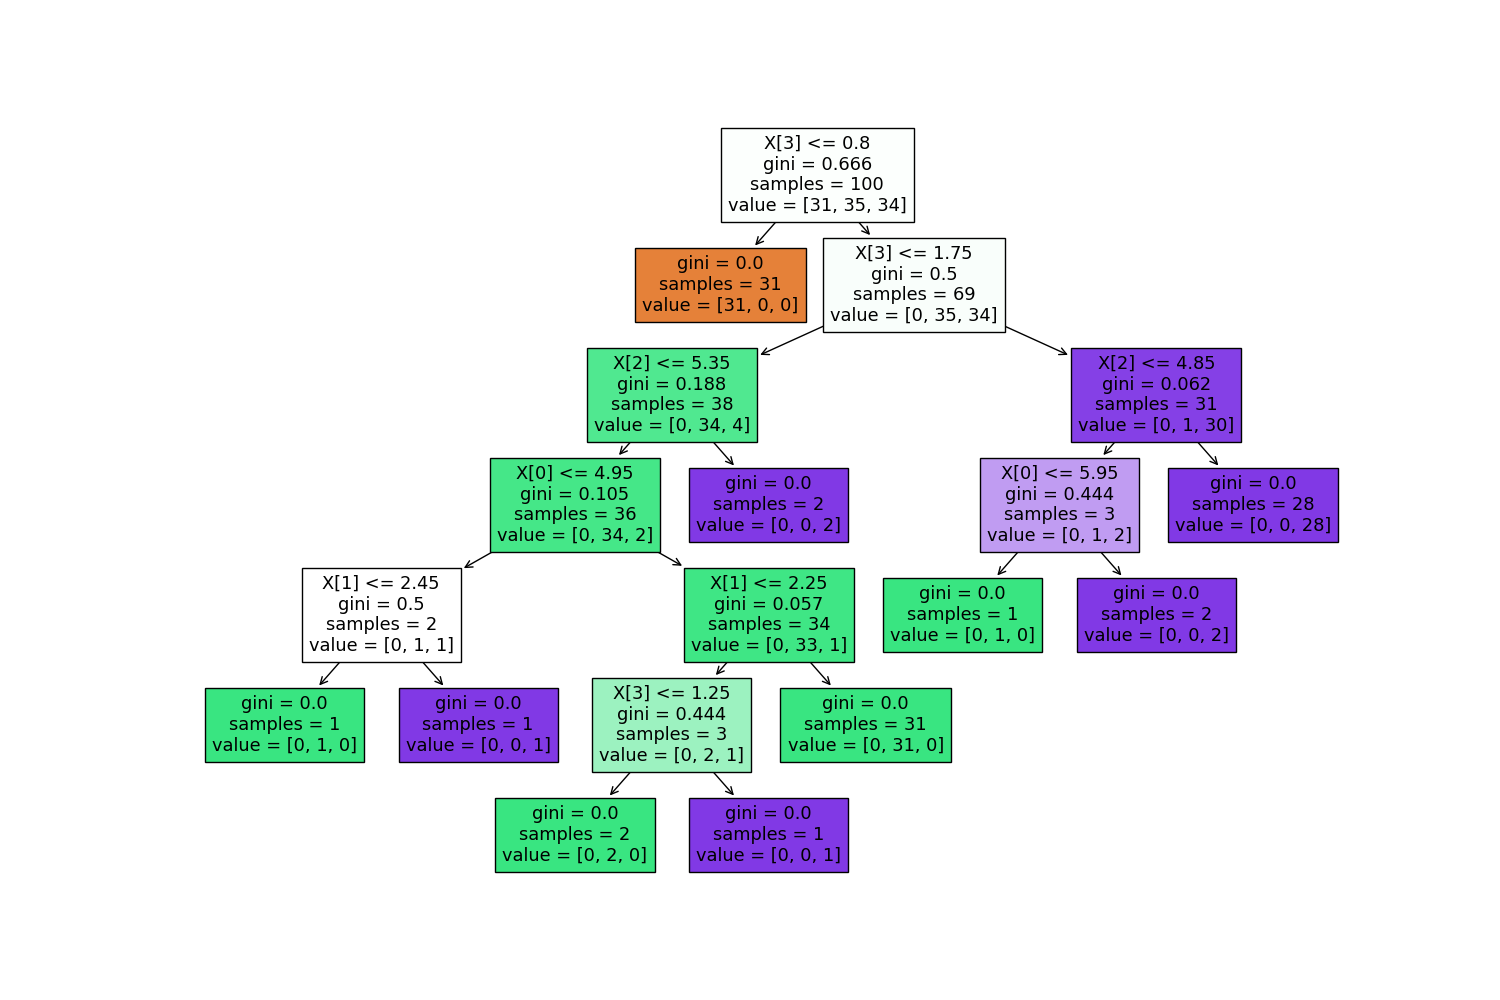 X[3] <= 0.8
gini = 0.666
samples = 100
value = [31, 35, 34]
gini = 0.0
samples = 31
value = [31, 0, 0]
X[3] <= 1.75
gini = 0.5
samples = 69
value = [0, 35, 34]
X[2] <= 5.35
gini = 0.188
samples = 38
value = [0, 34, 4]
X[2] <= 4.85
gini = 0.062
samples = 31
value = [0, 1, 30]
X[0] <= 4.95
gini = 0.105
samples = 36
value = [0, 34, 2]
gini = 0.0
samples = 2
value = [0, 0, 2]
X[0] <= 5.95
gini = 0.444
samples = 3
value = [0, 1, 2]
gini = 0.0
samples = 28
value = [0, 0, 28]
X[1] <= 2.45
gini = 0.5
samples = 2
value = [0, 1, 1]
X[1] <= 2.25
gini = 0.057
samples = 34
value = [0, 33, 1]
gini = 0.0
samples = 1
value = [0, 1, 0]
gini = 0.0
samples = 2
value = [0, 0, 2]
gini = 0.0
samples = 1
value = [0, 1, 0]
gini = 0.0
samples = 1
value = [0, 0, 1]
X[3] <= 1.25
gini = 0.444
samples = 3
value = [0, 2, 1]
gini = 0.0
samples = 31
value = [0, 31, 0]
gini = 0.0
samples = 2
value = [0, 2, 0]
gini = 0.0
samples = 1
value = [0, 0, 1]